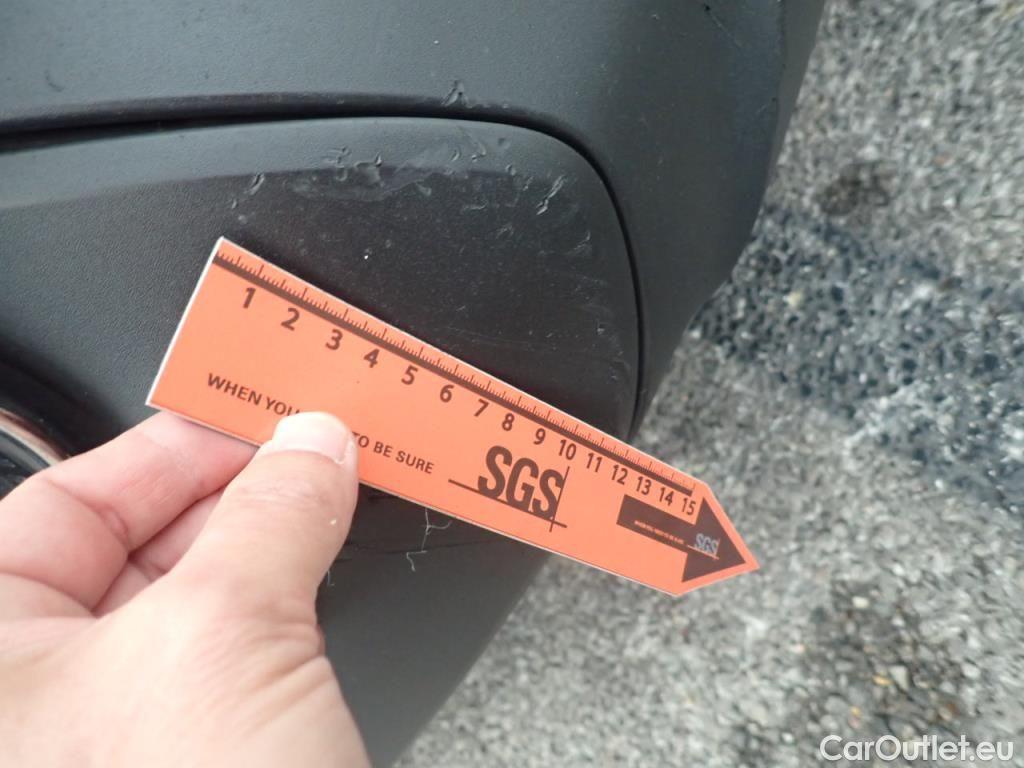 1 2 3 4 5 6 7 8 9 10 11 12 13 14 15
WHEN YOU TO BE SURE
SGS
SGS
CarOutlet.eu